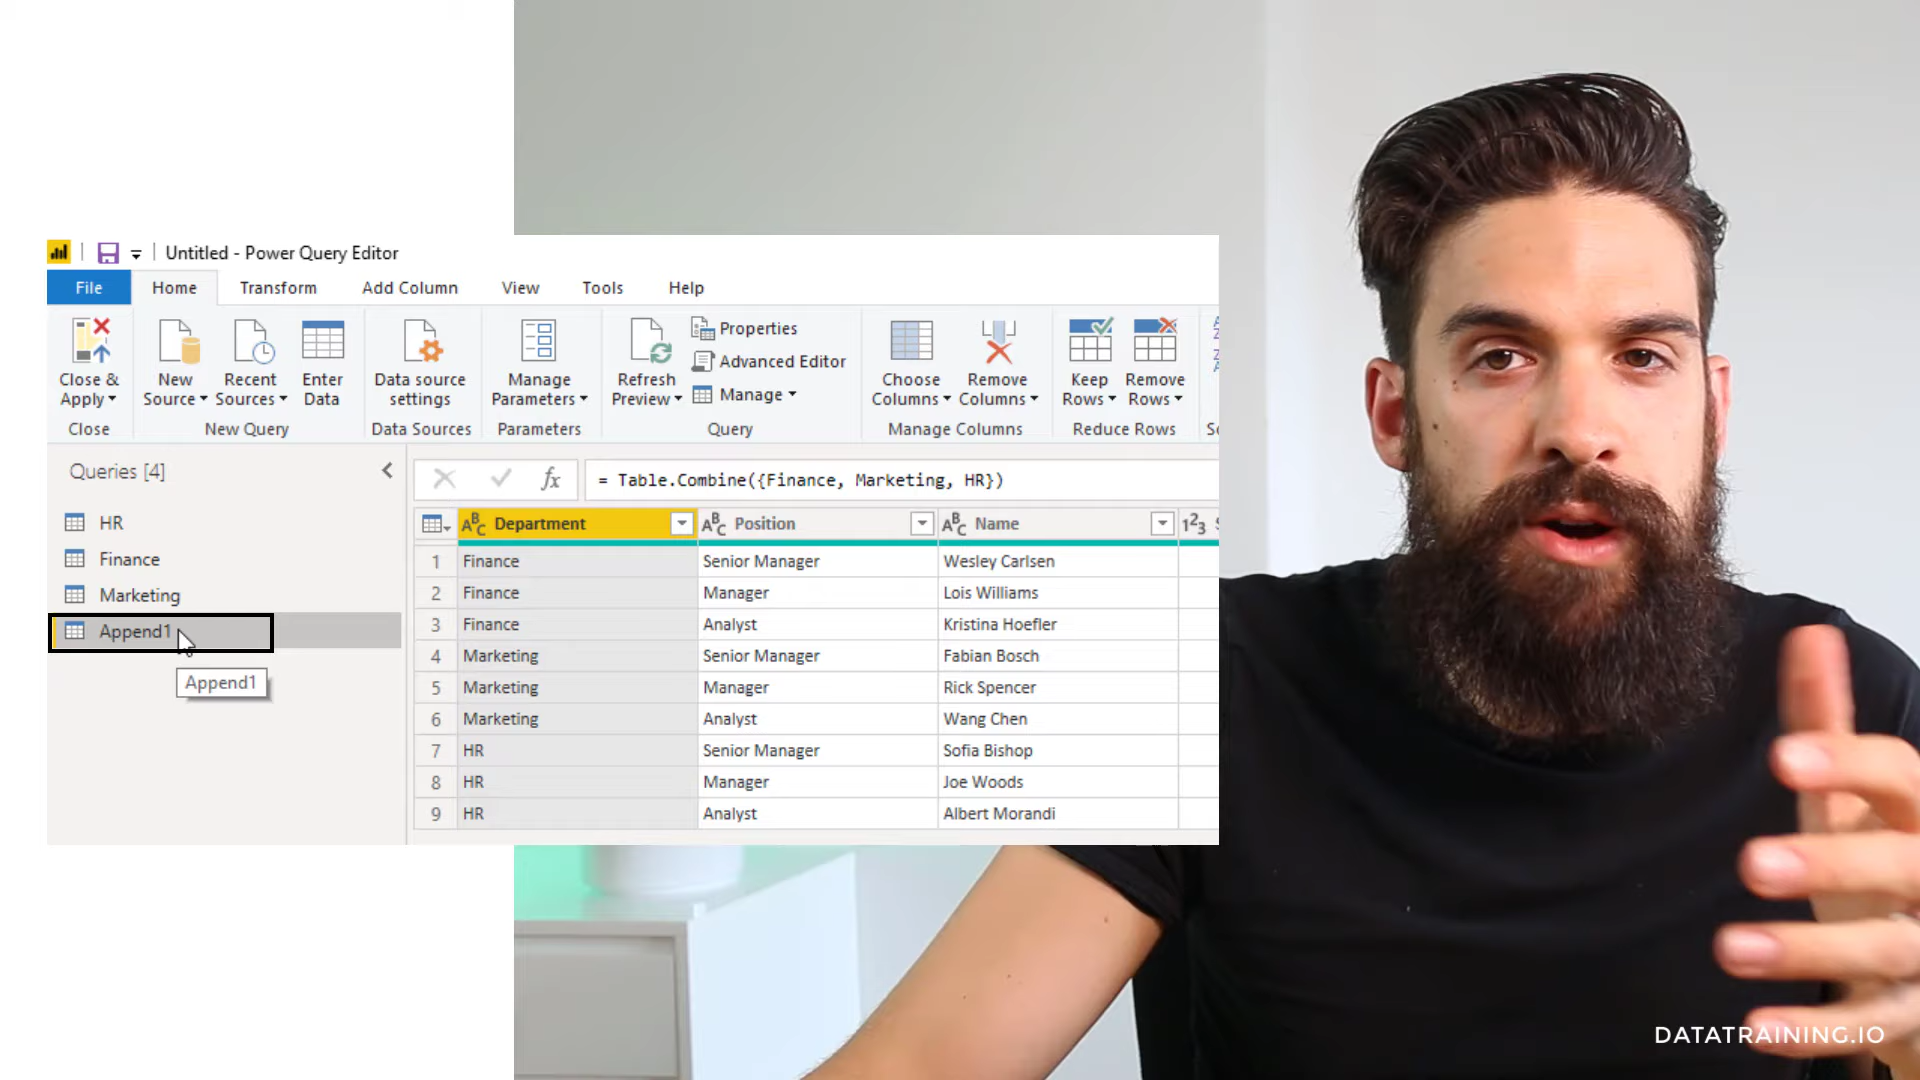 Untitled - Power Query Editor
File Home Transform Add Column View Tools Help
Close & Apply
New Source
Recent Sources
Enter Data
Data source settings
Manage Parameters
Refresh Preview
Properties
Advanced Editor
Manage
Choose Columns
Remove Columns
Keep Rows
Remove Rows
Close New Query Data Sources Parameters Query Manage Columns Reduce Rows
Queries [4]
HR
Finance
Marketing
Append1
Append1
fx = Table.Combine({Finance, Marketing, HR})
ABC Department ABC Position ABC Name 123
1 Finance Senior Manager Wesley Carlsen
2 Finance Manager Lois Williams
3 Finance Analyst Kristina Hoefler
4 Marketing Senior Manager Fabian Bosch
5 Marketing Manager Rick Spencer
6 Marketing Analyst Wang Chen
7 HR Senior Manager Sofia Bishop
8 HR Manager Joe Woods
9 HR Analyst Albert Morandi
DATATRAINING.IO